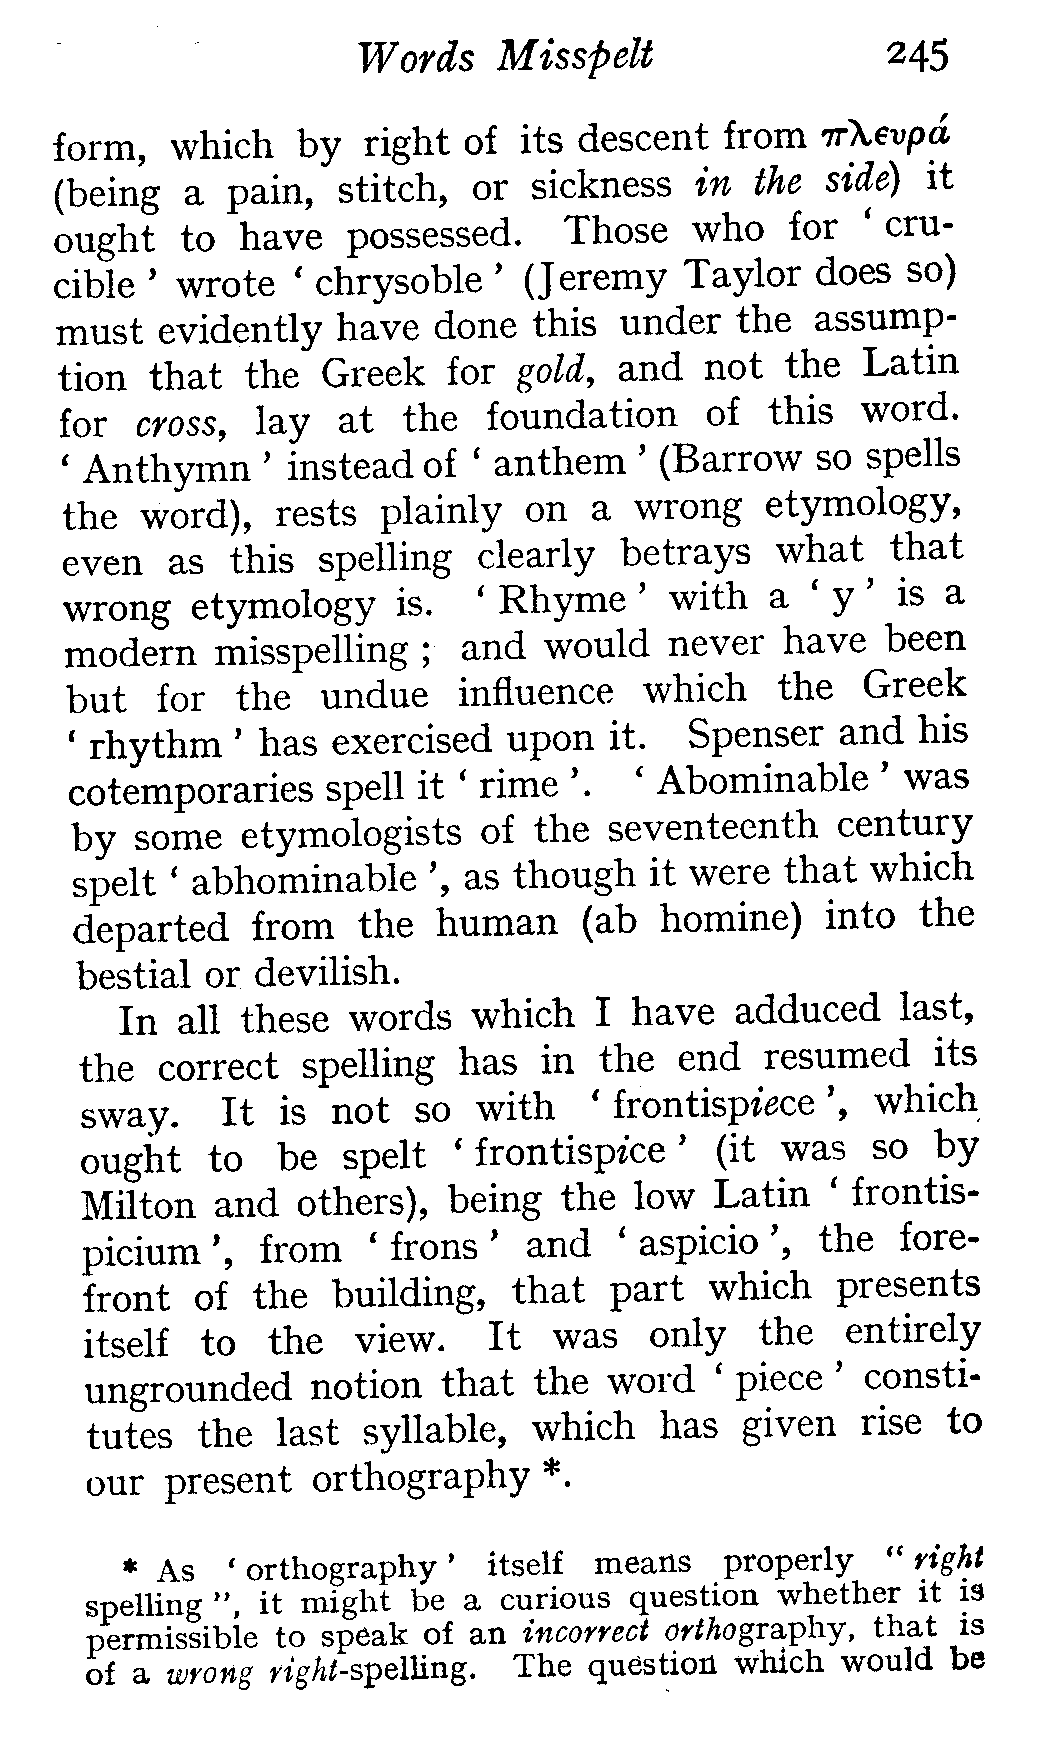 Words Misspelt 245
form, which by right of its descent from πλευρά
(being a pain, stitch, or sickness in the side) it
ought to have possessed. Those who for ‘ cru-
cible ’ wrote ‘ chrysoble ’ (Jeremy Taylor does so)
must evidently have done this under the assump-
tion that the Greek for gold, and not the Latin
for cross, lay at the foundation of this word.
‘ Anthymn ’ instead of ‘ anthem ’ (Barrow so spells
the word), rests plainly on a wrong etymology,
even as this spelling clearly betrays what that
wrong etymology is. ‘ Rhyme ’ with a ‘ y ’ is a
modern misspelling ; and would never have been
but for the undue influence which the Greek
‘ rhythm ’ has exercised upon it. Spenser and his
cotemporaries spell it ‘ rime ’. ‘ Abominable ’ was
by some etymologists of the seventeenth century
spelt ‘ abhominable ’, as though it were that which
departed from the human (ab homine) into the
bestial or devilish.
In all these words which I have adduced last,
the correct spelling has in the end resumed its
sway. It is not so with ‘ frontispiece ’, which
ought to be spelt ‘ frontispice ’ (it was so by
Milton and others), being the low Latin ‘ frontis-
picium ’, from ‘ frons ’ and ‘ aspicio ’, the fore-
front of the building, that part which presents
itself to the view. It was only the entirely
ungrounded notion that the word ‘ piece ’ consti-
tutes the last syllable, which has given rise to
our present orthography *.
* As ‘ orthography ’ itself means properly “ right
spelling ”, it might be a curious question whether it is
permissible to speak of an incorrect orthography, that is
of a wrong right-spelling. The question which would be